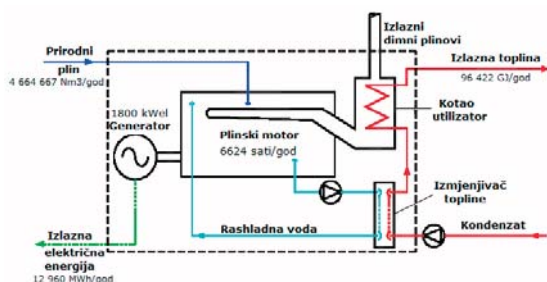 Izlazni
dimni plinovi
Prirodni
plin
4 664 667 Nm3/god
Izlazna toplina
96 422 GJ/god
1800 kWel
Generator
Kotao
utilizator
Plinski motor
6624 sati/god
Izmjenjivač
topline
Rashladna voda
Kondenzat
Izlazna
električna
energija
12 960 MWh/god